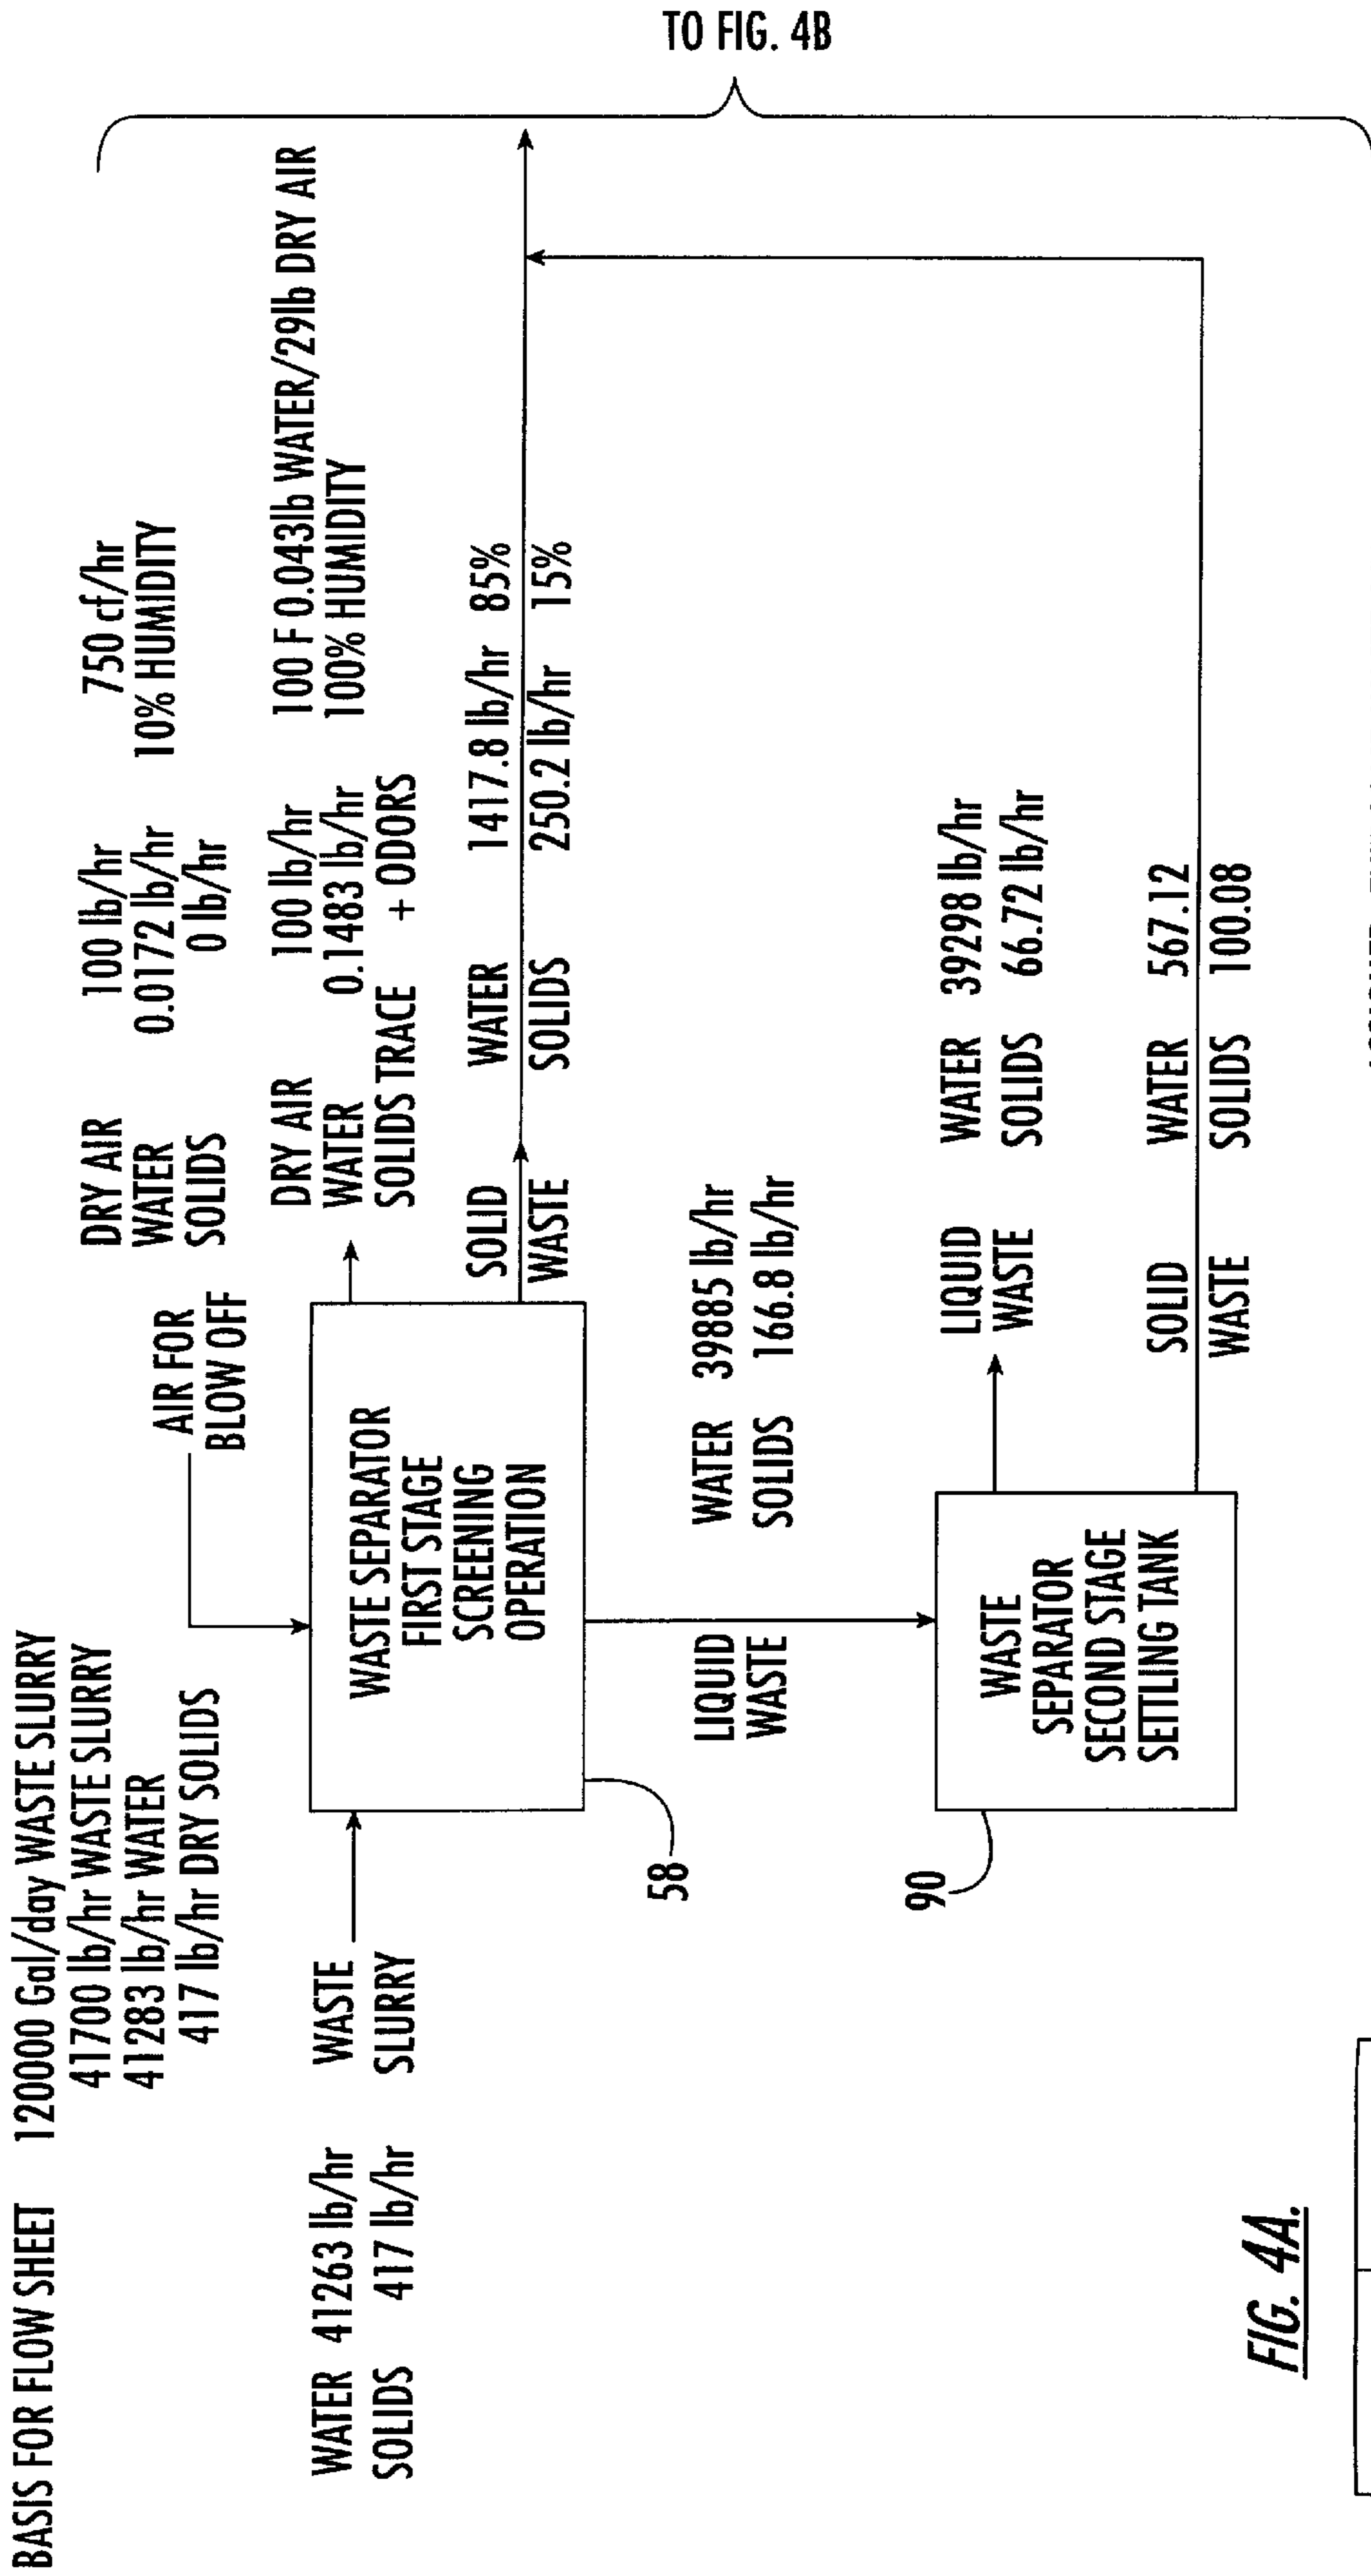 BASIS FOR FLOW SHEET 12000 Gal/day WASTE SLURRY
41700 lb/hr WASTE SLURRY
41283 lb/hr WATER
417 lb/hr DRY SOLIDS
AIR FOR
BLOW OFF
DRY AIR 100 lb/hr 750 cf/hr
WATER 0.0172 lb/hr 10% HUMIDITY
SOLIDS 0 lb/hr
WATER 41263 lb/hr WASTE
SOLIDS 417 lb/hr SLURRY
WASTE SEPARATOR
FIRST STAGE
SCREENING
OPERATION
DRY AIR 100 lb/hr 100 F 0.043lb WATER/29lb DRY AIR
WATER 0.1483 lb/hr 100% HUMIDITY
SOLIDS TRACE + ODORS
SOLID WATER 1417.8 lb/hr 85%
WASTE SOLIDS 250.2 lb/hr 15%
TO FIG. 4B
58
LIQUID WATER 39885 lb/hr
WASTE SOLIDS 166.8 lb/hr
90
WASTE
SEPARATOR
SECOND STAGE
SETTLING TANK
LIQUID WATER 39298 lb/hr
WASTE SOLIDS 66.72 lb/hr
SOLID WATER 567.12
WASTE SOLIDS 100.08
FIG. 4A.